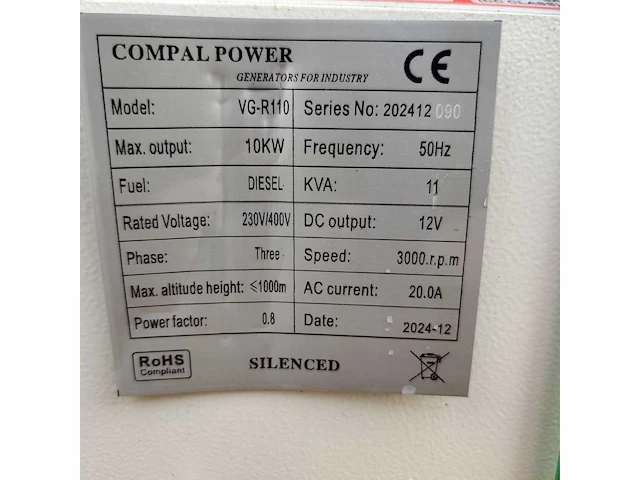 COMPAL POWER
GENERATORS FOR INDUSTRY
CE
Model: VG-R110 Series No: 202412 090
Max. output: 10KW Frequency: 50Hz
Fuel: DIESEL KVA: 11
Rated Voltage: 230V/400V DC output: 12V
Phase: Three Speed: 3000.r.p.m
Max. altitude height: ≤1000m AC current: 20.0A
Power factor: 0.8 Date: 2024-12
RoHS
Compliant
SILENCED